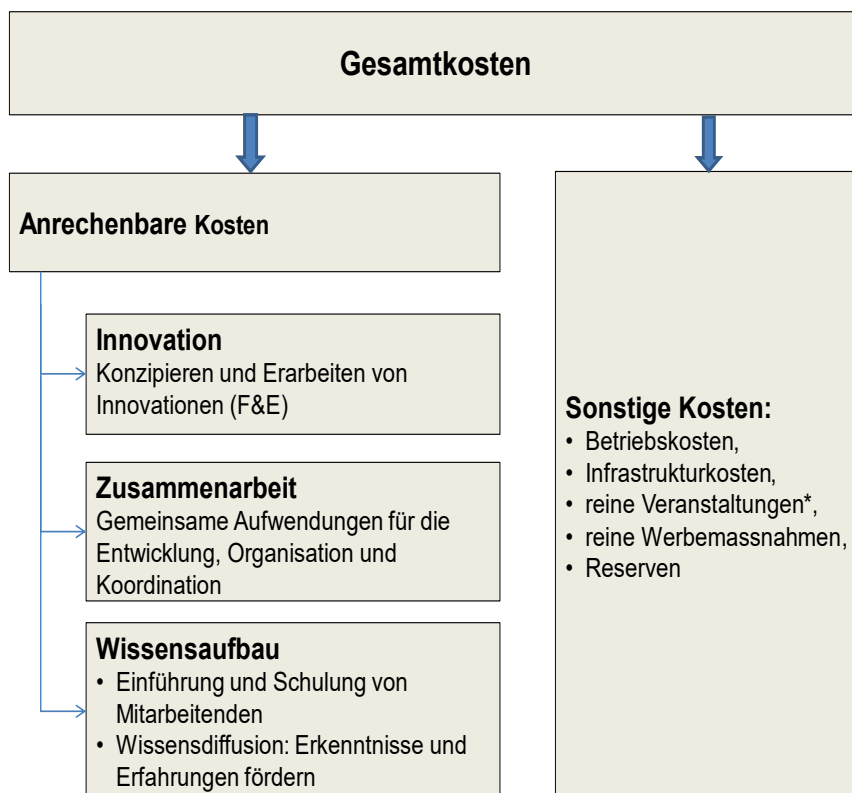 Gesamtkosten
Anrechenbare Kosten
Innovation
Konzipieren und Erarbeiten von
Innovationen (F&E)
Zusammenarbeit
Gemeinsame Aufwendungen für die
Entwicklung, Organisation und
Koordination
Wissensaufbau
• Einführung und Schulung von
Mitarbeitenden
• Wissensdiffusion: Erkenntnisse und
Erfahrungen fördern
Sonstige Kosten:
• Betriebskosten,
• Infrastrukturkosten,
• reine Veranstaltungen*,
• reine Werbemassnahmen,
• Reserven